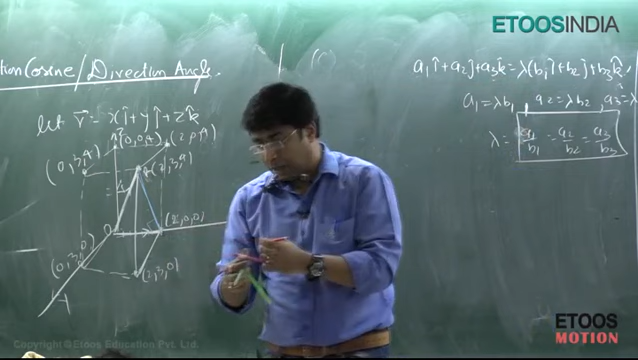 ETOOSINDIA
tion Cosine / Direction Angle.
let v⃗ = xî + yĵ + zk̂
a₁î + a₂ĵ + a₃k̂ = λ(b₁î + b₂ĵ + b₃k̂)
a₁ = λb₁, a₂ = λb₂, a₃ = λ
λ = a₁/b₁ = a₂/b₂ = a₃/b₃
(0,0,4)
(2,0,4)
(0,3,4)
(2,3,4)
O
(2,0,0)
(0,3,0)
(2,3,0)
ETOOS
MOTION
Copyright © Etoos Education Pvt. Ltd.